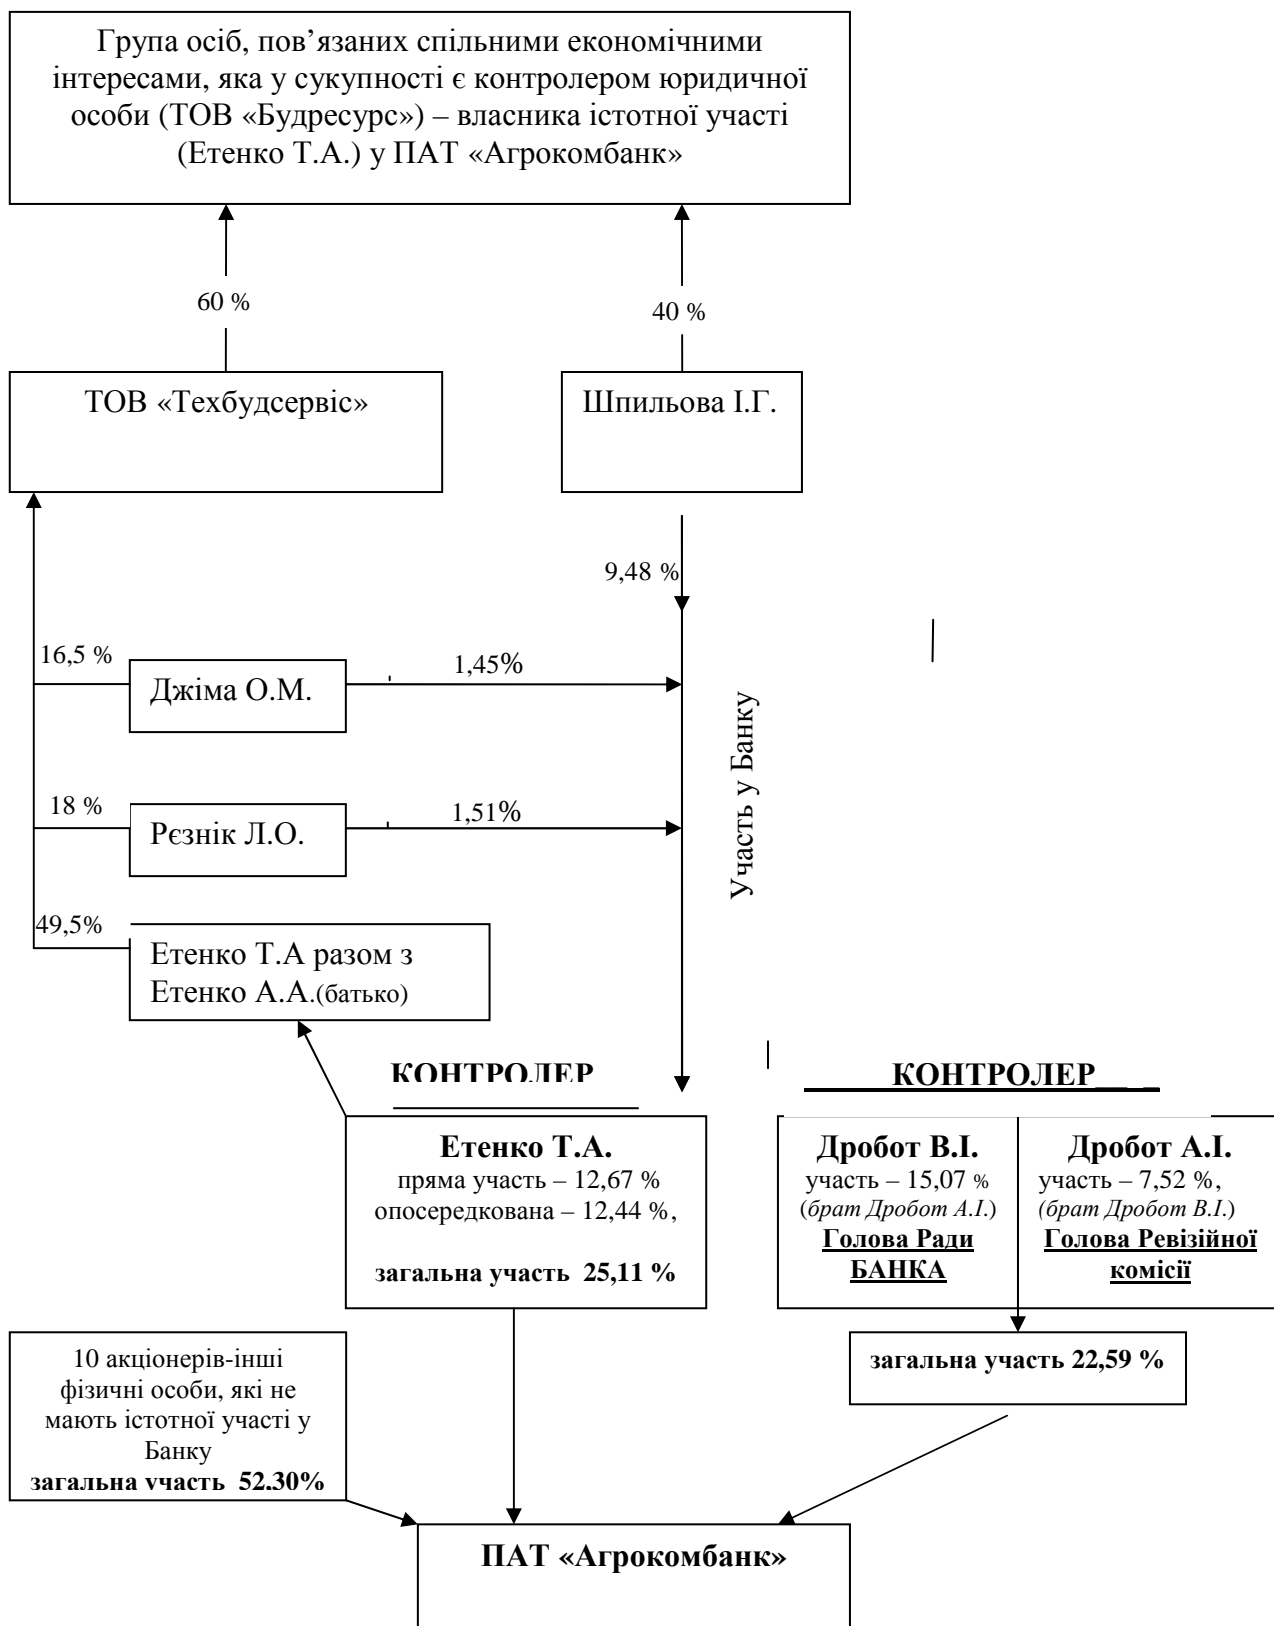 Група осіб, пов’язаних спільними економічними
інтересами, яка у сукупності є контролером юридичної
особи (ТОВ «Будресурс») – власника істотної участі
(Етенко Т.А.) у ПАТ «Агрокомбанк»
60 %
40 %
ТОВ «Техбудсервіс»
Шпильова І.Г.
9,48 %
16,5 %
Джіма О.М.
1,45%
18 %
Рєзнік Л.О.
1,51%
Участь у Банку
49,5%
Етенко Т.А разом з
Етенко А.А.(батько)
КОНТРОЛЕР
КОНТРОЛЕР
Етенко Т.А.
пряма участь – 12,67 %
опосередкована – 12,44 %,
загальна участь 25,11 %
Дробот В.І.
участь – 15,07 %
(брат Дробот А.І.)
Голова Ради
БАНКА
Дробот А.І.
участь – 7,52 %,
(брат Дробот В.І.)
Голова Ревізійної
комісії
загальна участь 22,59 %
10 акціонерів-інші
фізичні особи, які не
мають істотної участі у
Банку
загальна участь 52,30%
ПАТ «Агрокомбанк»